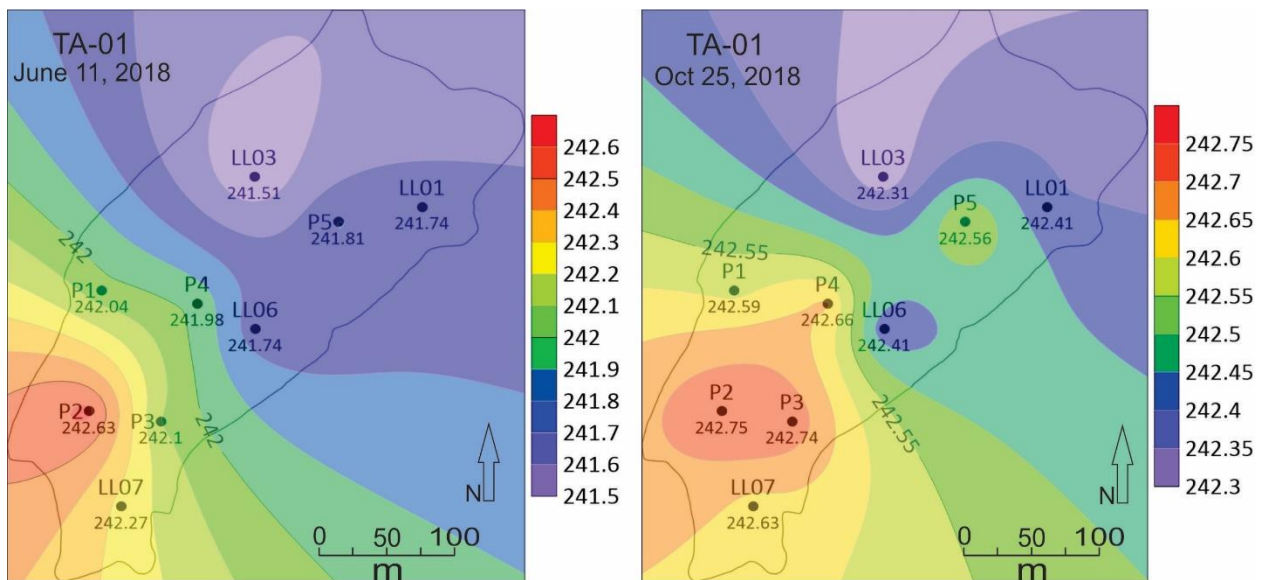 TA-01
June 11, 2018
LL03
241.51
LL01
241.74
P5
241.81
242
P1
242.04
P4
241.98
LL06
241.74
P2
242.63
P3
242.1
242
LL07
242.27
N
0 50 100
m
242.6
242.5
242.4
242.3
242.2
242.1
242
241.9
241.8
241.7
241.6
241.5
TA-01
Oct 25, 2018
LL03
242.31
LL01
242.41
P5
242.56
242.55
P1
242.59
P4
242.66
LL06
242.41
P2
242.75
P3
242.74
242.55
LL07
242.63
N
0 50 100
m
242.75
242.7
242.65
242.6
242.55
242.5
242.45
242.4
242.35
242.3